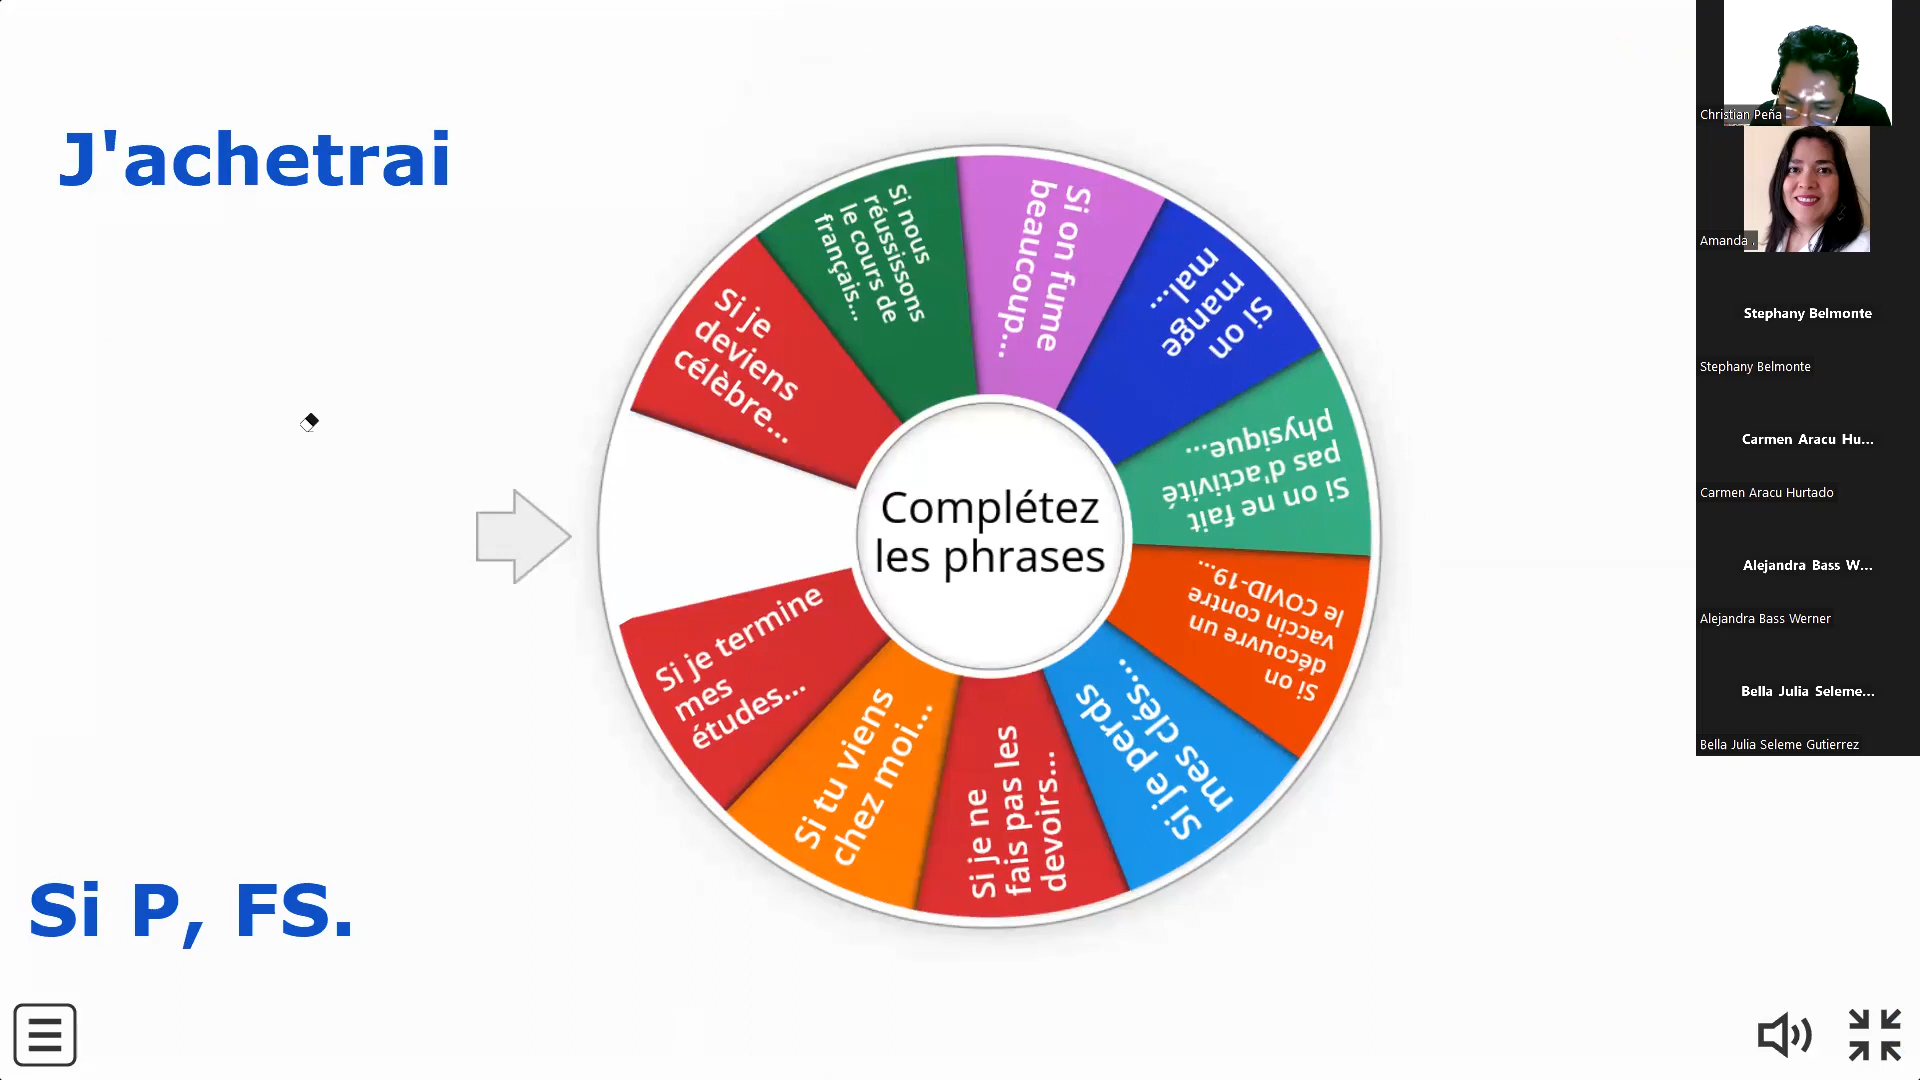 J'achetrai
Si P, FS.
Complétez
les phrases
Si je
deviens
célèbre...
Si nous
réussissons
le cours de
français...
Si on fume
beaucoup...
Si on
mange
mal...
Si on ne fait
pas d'activité
physique...
Si on
découvre un
vaccin contre
le COVID-19...
Si je perds
mes clés...
Si je ne
fais pas les
devoirs...
Si tu viens
chez moi...
Si je termine
mes
études...
Christian Peña
Amanda .
Stephany Belmonte
Stephany Belmonte
Carmen Aracu Hu...
Carmen Aracu Hurtado
Alejandra Bass W...
Alejandra Bass Werner
Bella Julia Seleme...
Bella Julia Seleme Gutierrez